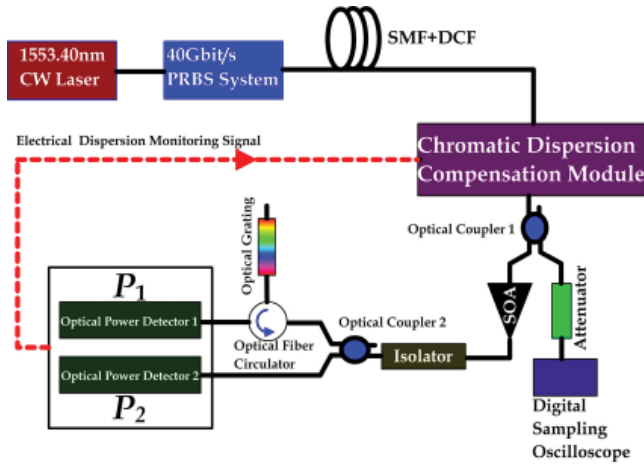 1553.40nm
CW Laser
40Gbit/s
PRBS System
SMF+DCF
Electrical Dispersion Monitoring Signal
Chromatic Dispersion
Compensation Module
Optical Coupler 1
Optical Grating
SOA
Attenuator
P1
Optical Power Detector 1
Optical Coupler 2
Optical Fiber
Circulator
Isolator
Optical Power Detector 2
P2
Digital
Sampling
Oscilloscope